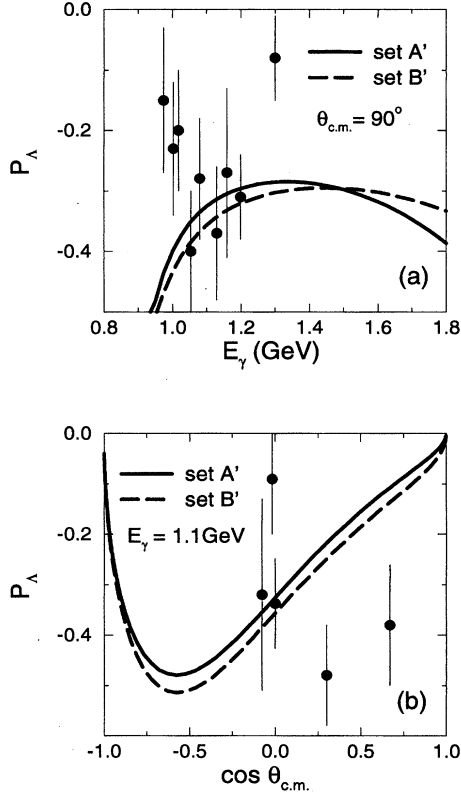 0.0
set A'
set B'
θc.m. = 90°
-0.2
PΛ
-0.4
(a)
0.8 1.0 1.2 1.4 1.6 1.8
Eγ (GeV)
0.0
set A'
set B'
Eγ = 1.1GeV
-0.2
PΛ
-0.4
(b)
-1.0 -0.5 0.0 0.5 1.0
cos θc.m.